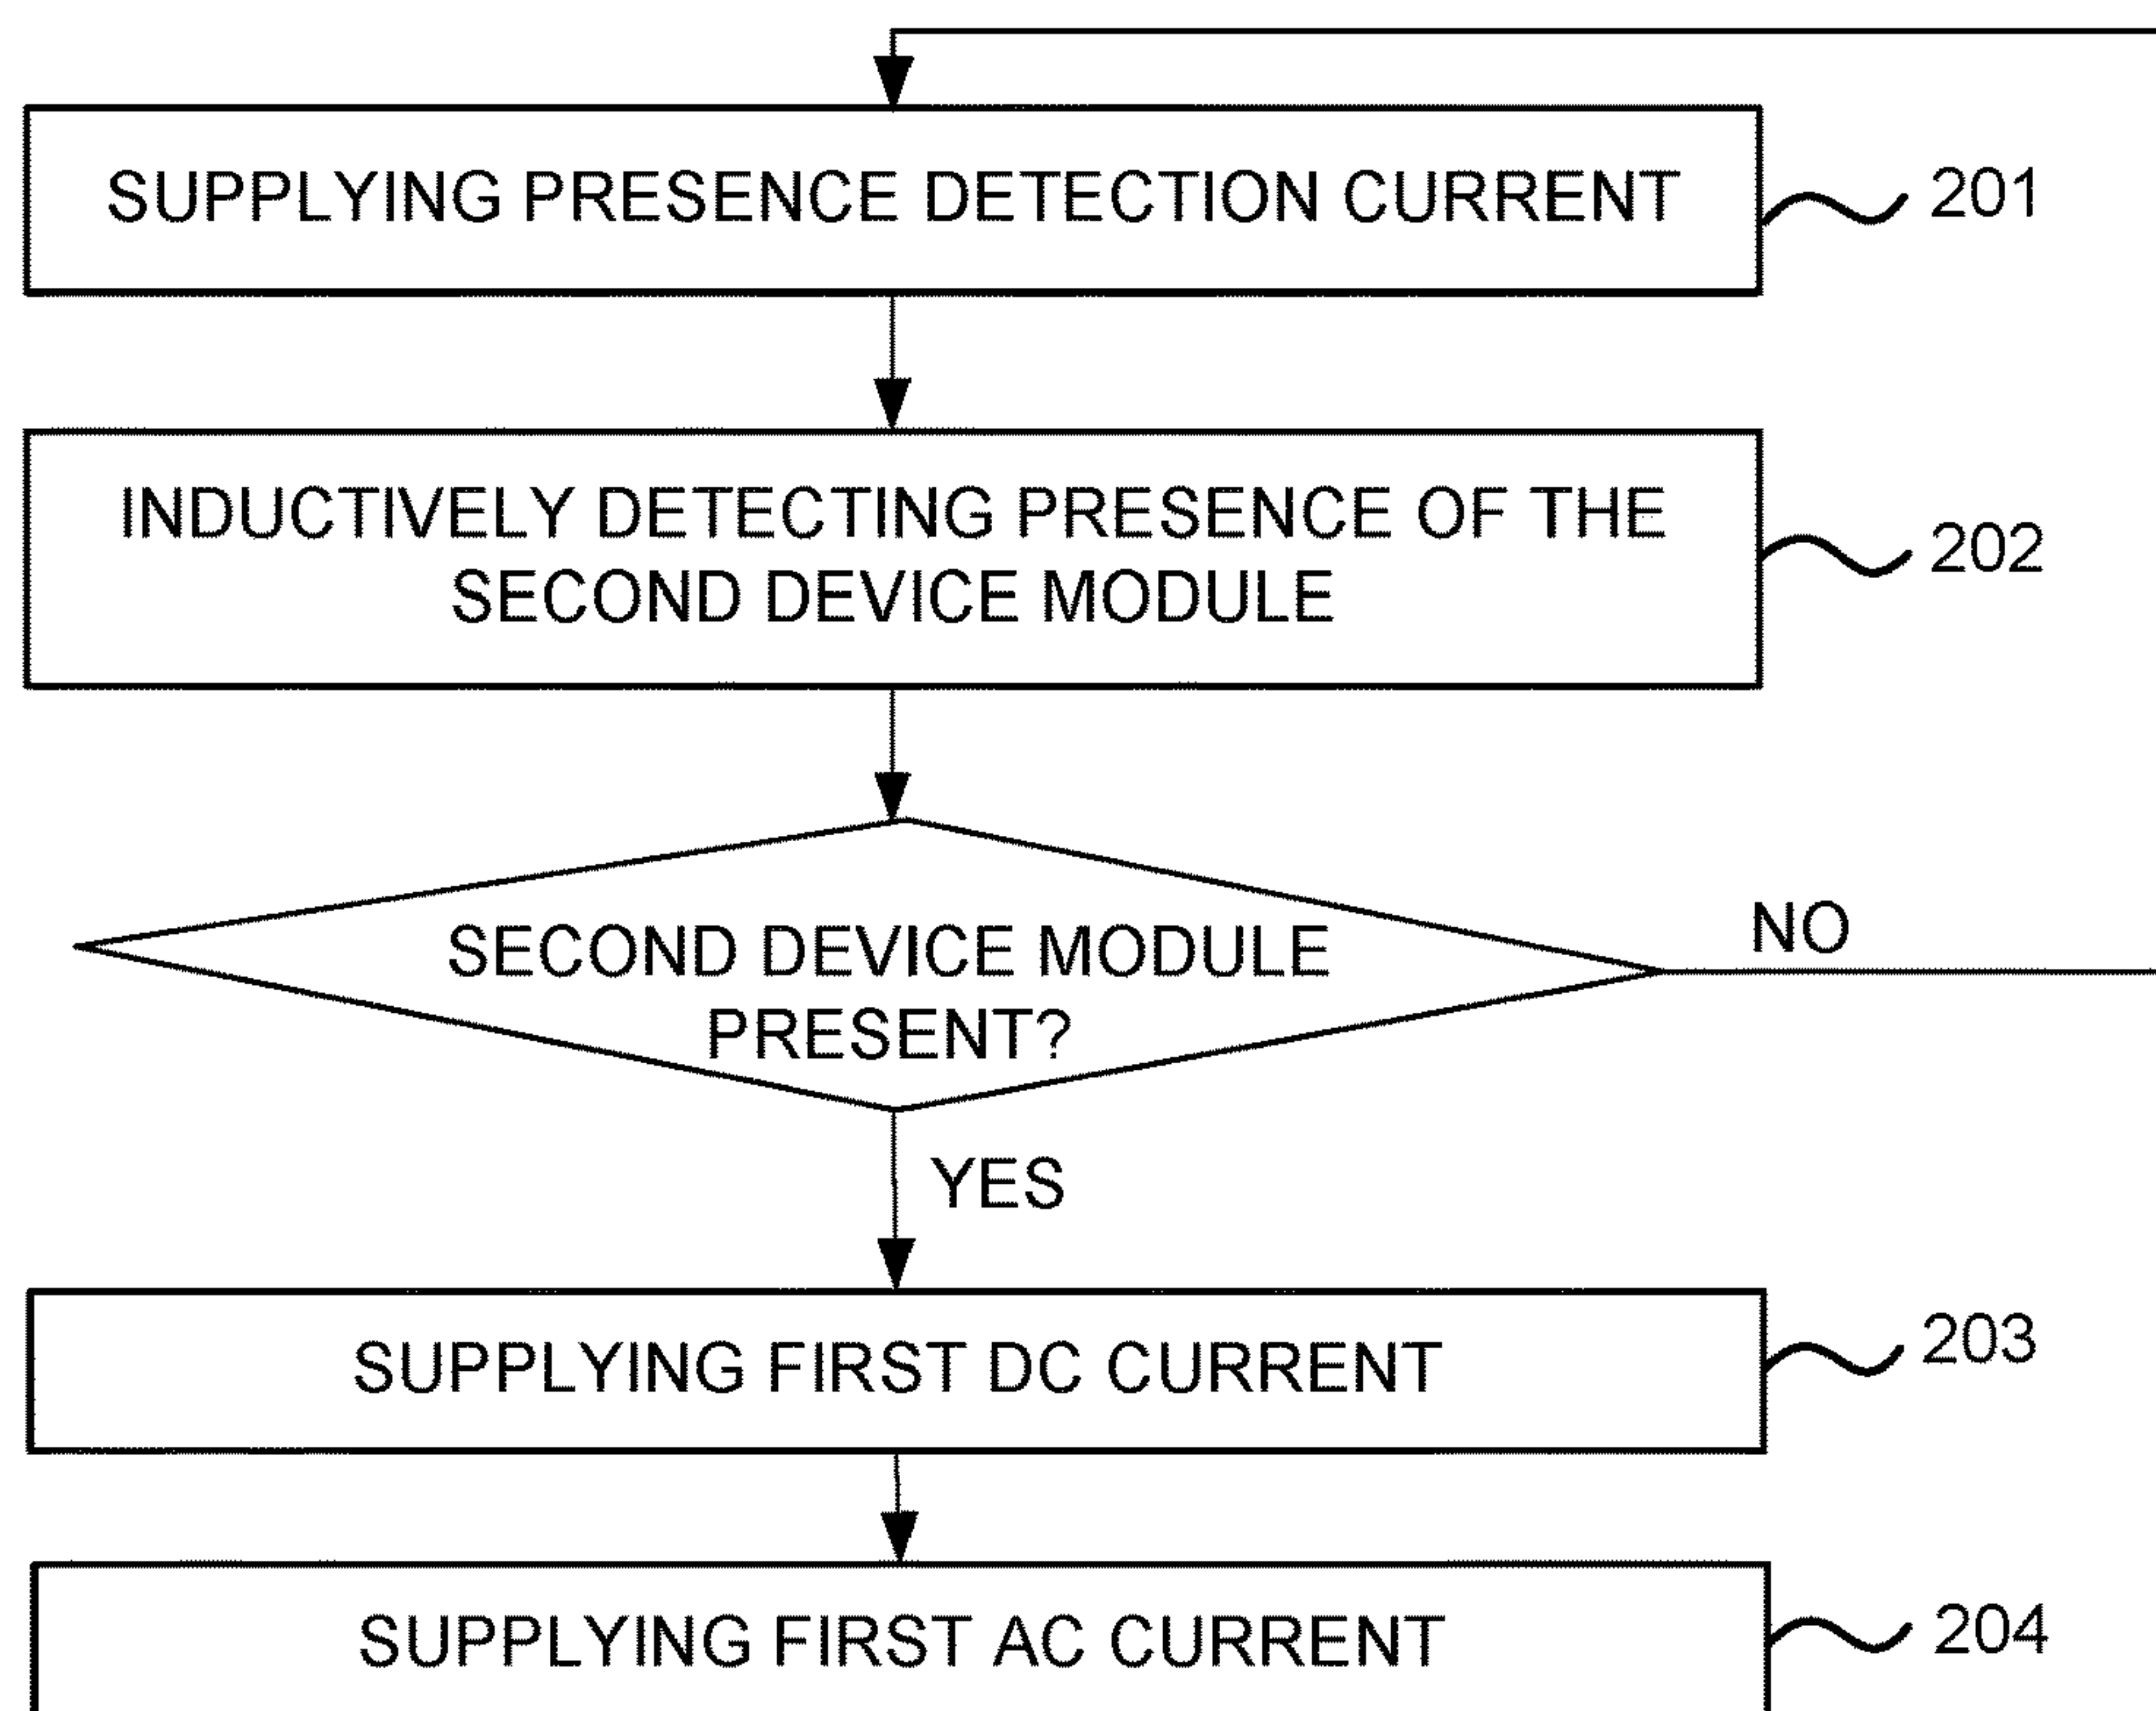 SUPPLYING PRESENCE DETECTION CURRENT
201
INDUCTIVELY DETECTING PRESENCE OF THE
SECOND DEVICE MODULE
202
SECOND DEVICE MODULE
PRESENT?
NO
YES
SUPPLYING FIRST DC CURRENT
203
SUPPLYING FIRST AC CURRENT
204